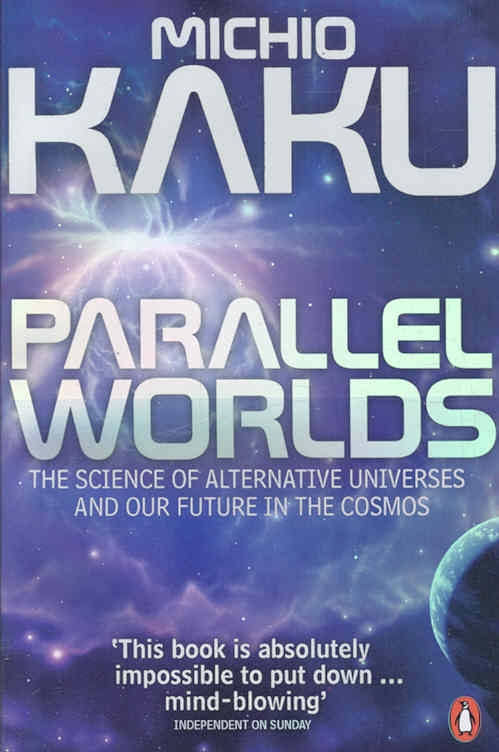 MICHIO
KAKU
PARALLEL
WORLDS
THE SCIENCE OF ALTERNATIVE UNIVERSES
AND OUR FUTURE IN THE COSMOS
‘This book is absolutely
impossible to put down ...
mind-blowing’
INDEPENDENT ON SUNDAY